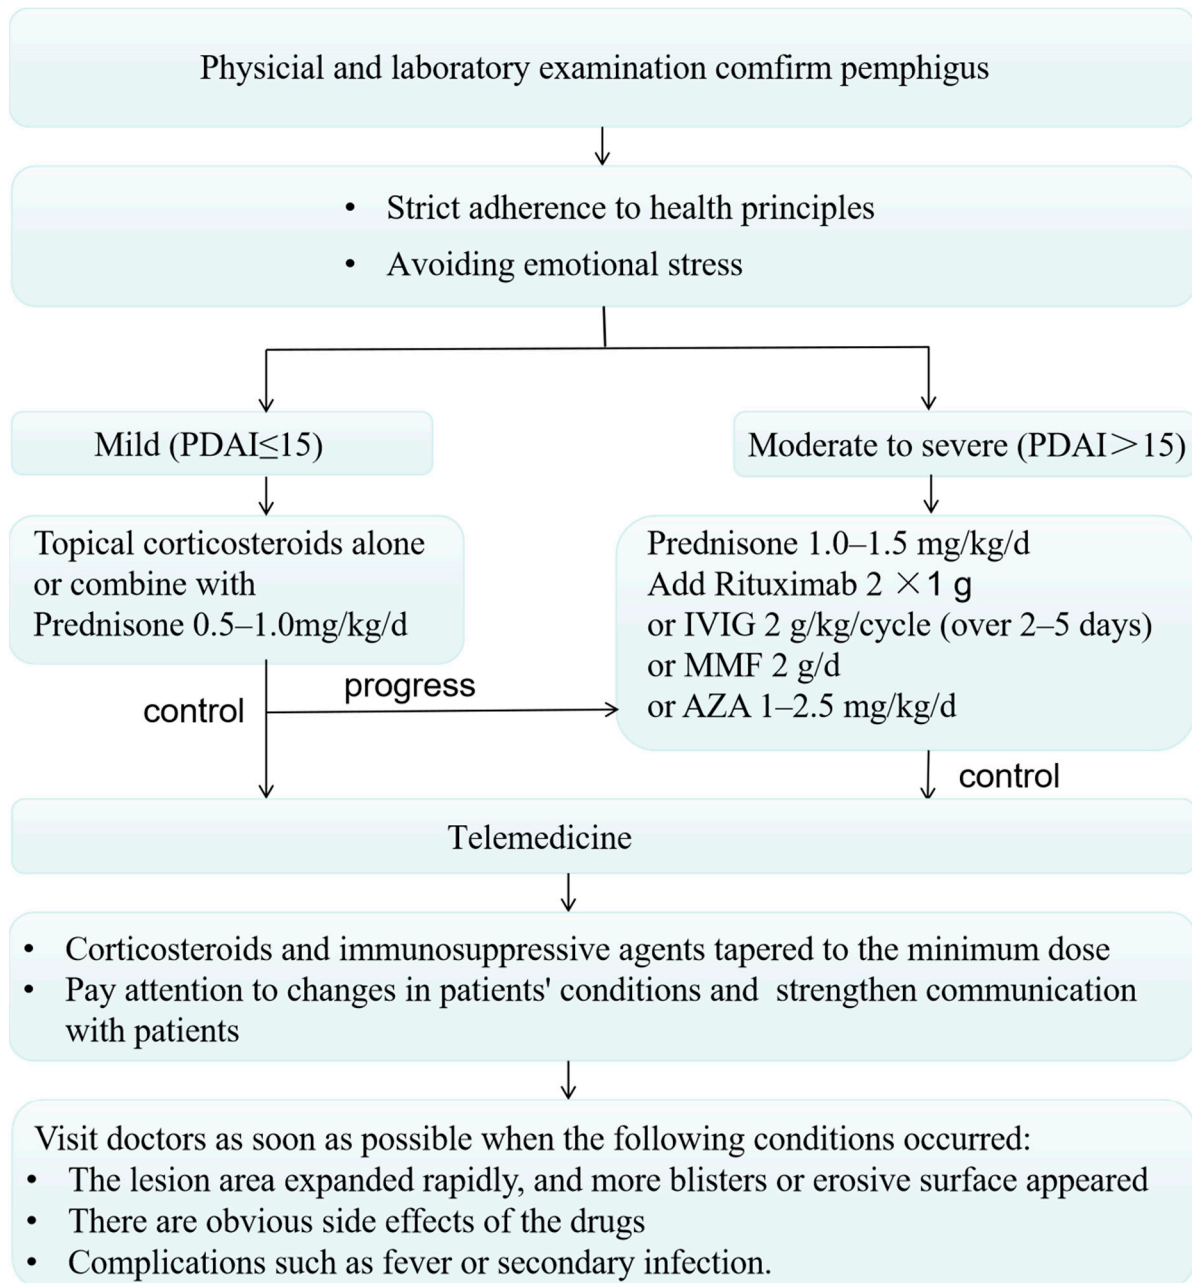 Physicial and laboratory examination comfirm pemphigus
• Strict adherence to health principles
• Avoiding emotional stress
Mild (PDAI≤15)
Moderate to severe (PDAI＞15)
Topical corticosteroids alone
or combine with
Prednisone 0.5–1.0mg/kg/d
Prednisone 1.0–1.5 mg/kg/d
Add Rituximab 2 ×1 g
or IVIG 2 g/kg/cycle (over 2–5 days)
or MMF 2 g/d
or AZA 1–2.5 mg/kg/d
control
progress
control
Telemedicine
• Corticosteroids and immunosuppressive agents tapered to the minimum dose
• Pay attention to changes in patients' conditions and strengthen communication
with patients
Visit doctors as soon as possible when the following conditions occurred:
• The lesion area expanded rapidly, and more blisters or erosive surface appeared
• There are obvious side effects of the drugs
• Complications such as fever or secondary infection.